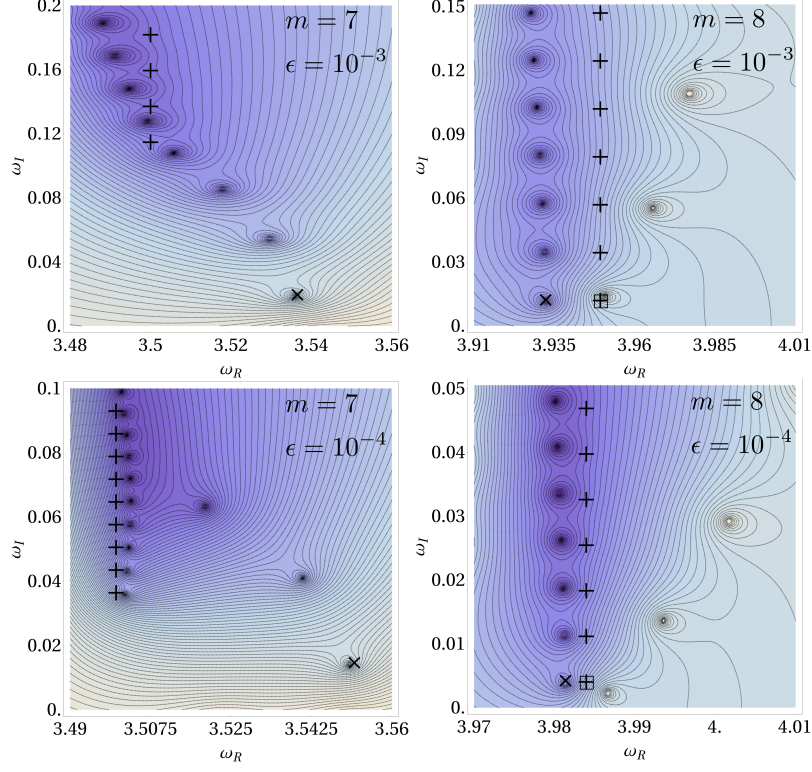 0.2
0.16
0.12
0.08
0.04
0.
ω_I
m = 7
ϵ = 10^{-3}
3.48
3.5
3.52
3.54
3.56
ω_R
0.15
0.12
0.09
0.06
0.03
0.
ω_I
m = 8
ϵ = 10^{-3}
3.91
3.935
3.96
3.985
4.01
ω_R
0.1
0.08
0.06
0.04
0.02
0.
ω_I
m = 7
ϵ = 10^{-4}
3.49
3.5075
3.525
3.5425
3.56
ω_R
0.05
0.04
0.03
0.02
0.01
0.
ω_I
m = 8
ϵ = 10^{-4}
3.97
3.98
3.99
4.
4.01
ω_R